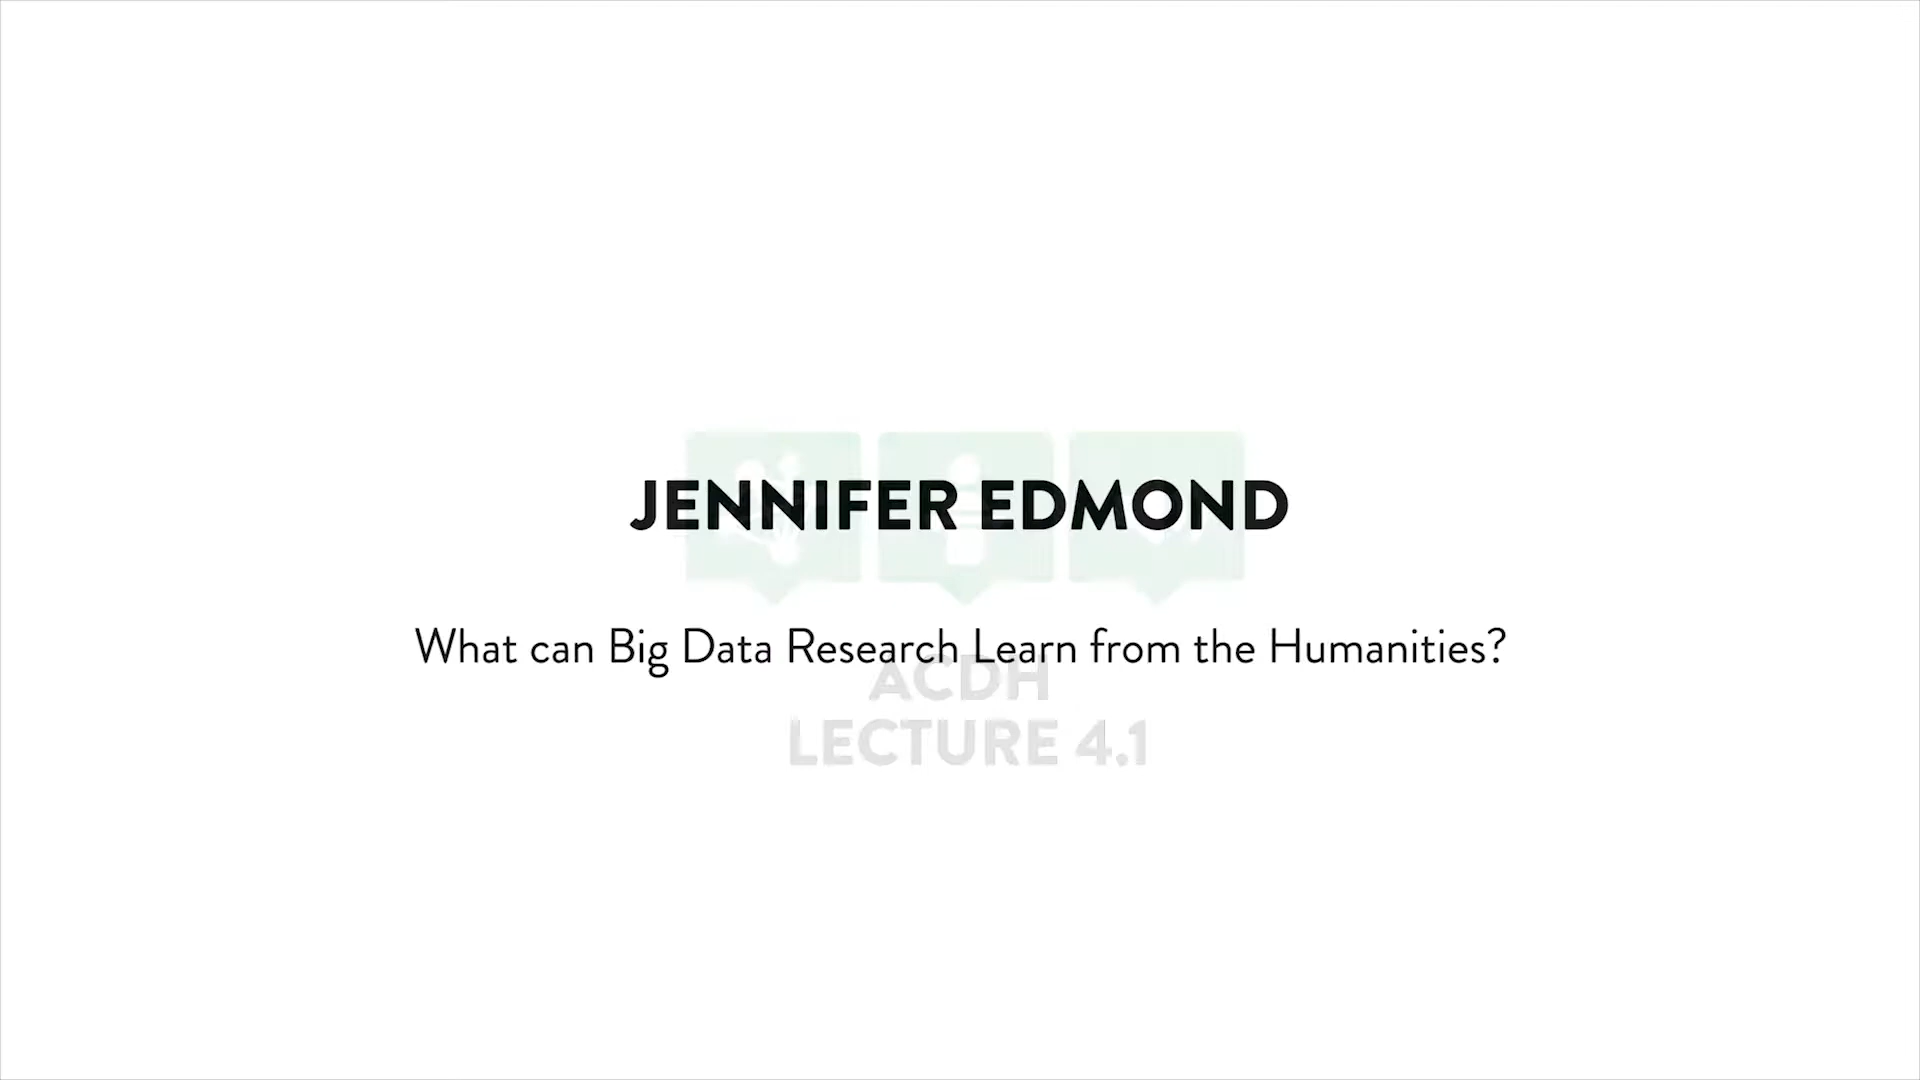 JENNIFER EDMOND
What can Big Data Research Learn from the Humanities?
ACDH
LECTURE 4.1